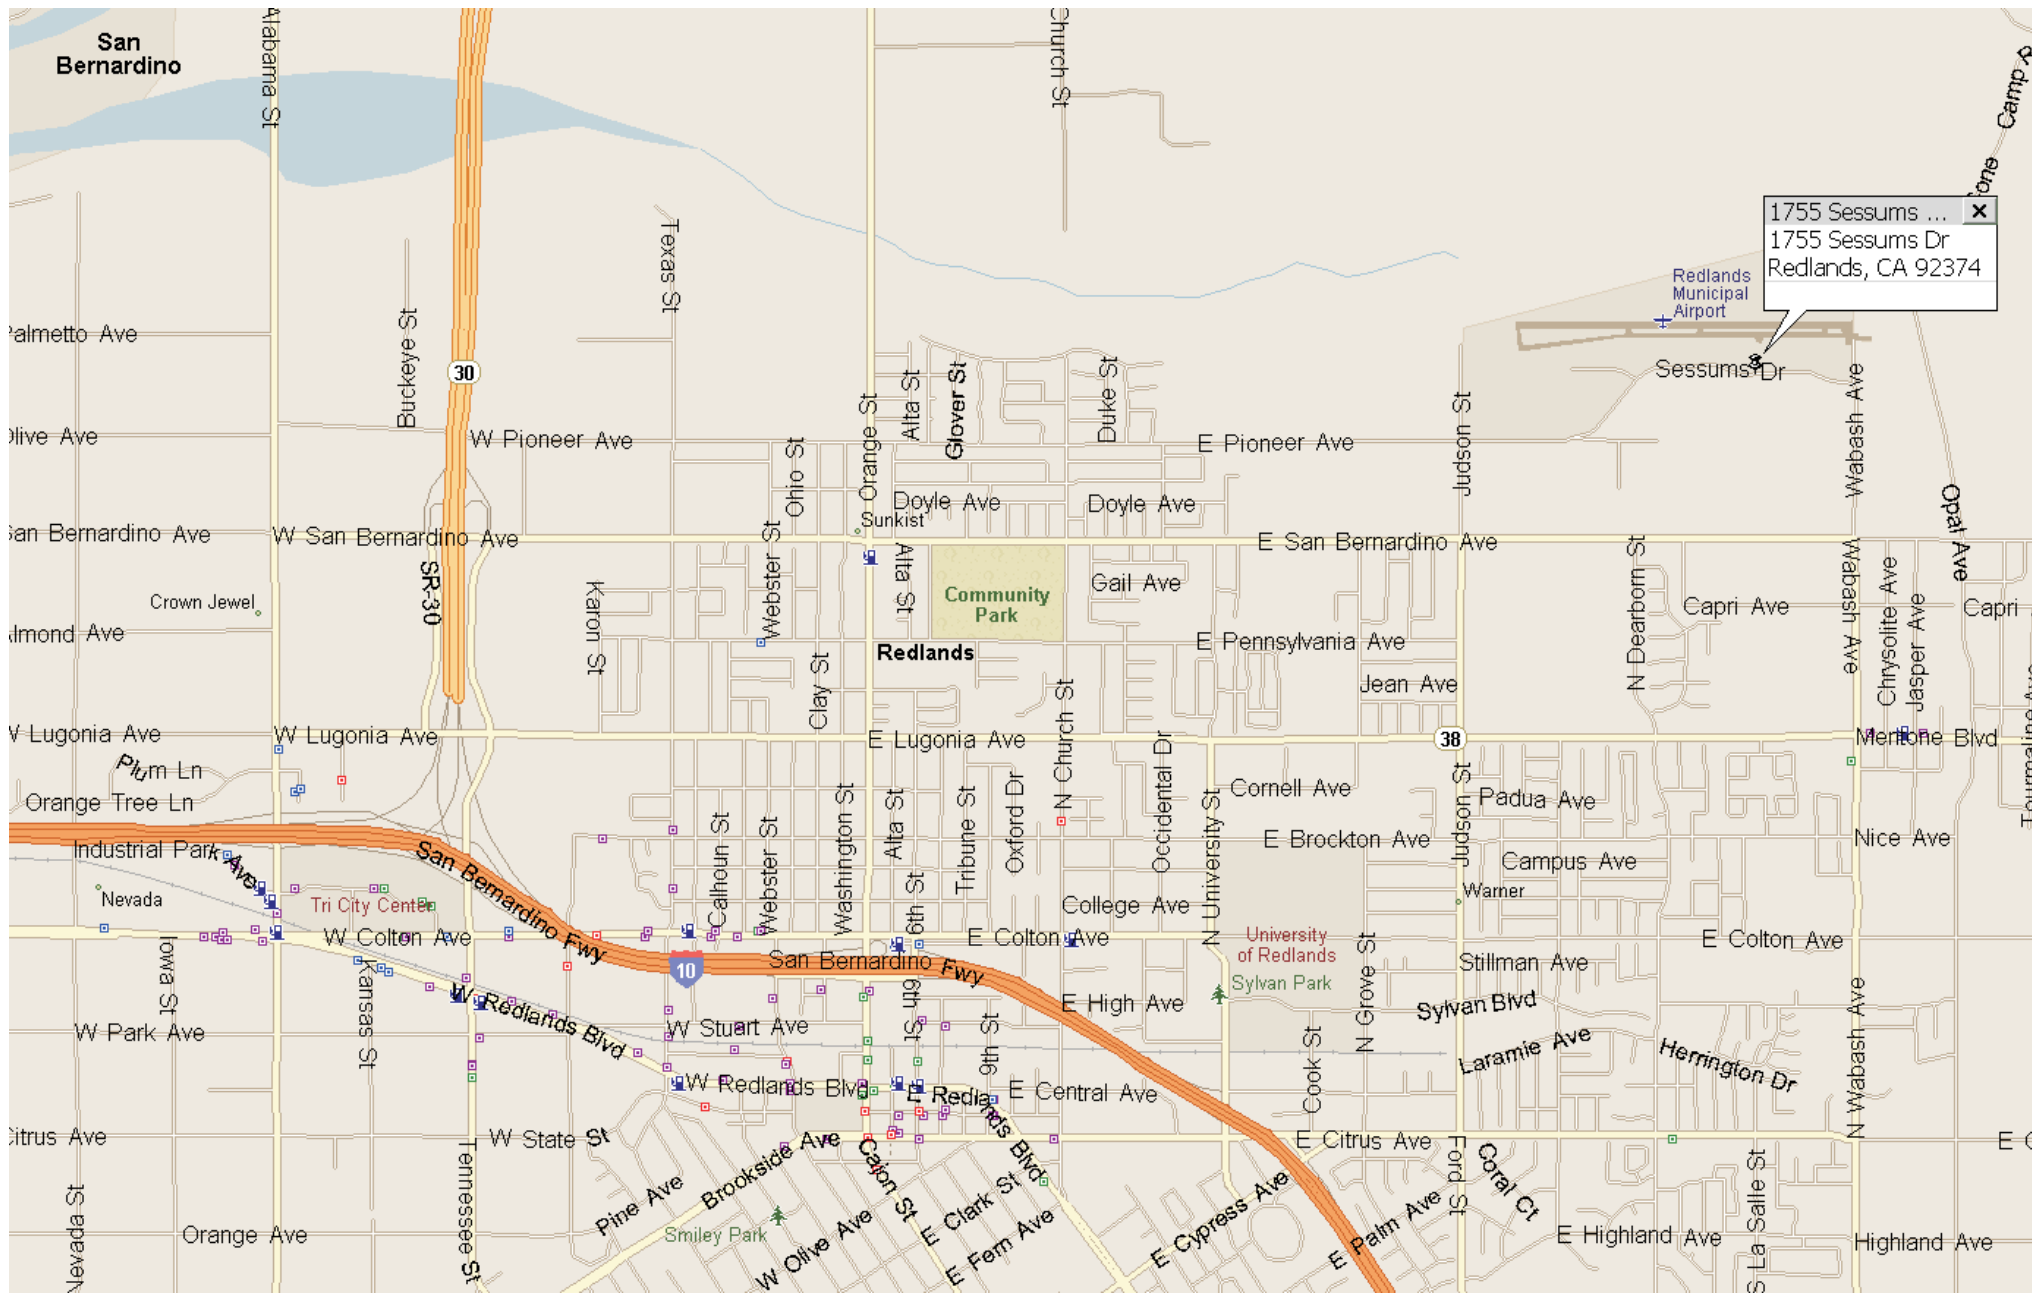 San
Bernardino
Alabama St
Church St
Camp R
Cone
1755 Sessums ...
1755 Sessums Dr
Redlands, CA 92374
Redlands
Municipal
Airport
Texas St
Buckeye St
Palmetto Ave
30
Sessums Dr
Alta St
Glover St
Duke St
Orange St
Judson St
Wabash Ave
Olive Ave
W Pioneer Ave
E Pioneer Ave
Ohio St
Doyle Ave
Doyle Ave
Opal Ave
Sunkist
San Bernardino Ave
W San Bernardino Ave
E San Bernardino Ave
Webster St
Alta St
SR-30
Karon St
Gail Ave
Community
Park
N Dearborn St
Capri Ave
Wabash Ave
Chrysolite Ave
Jasper Ave
Capri
Crown Jewel
Almond Ave
Redlands
E Pennsylvania Ave
Clay St
Jean Ave
N Church St
W Lugonia Ave
W Lugonia Ave
E Lugonia Ave
38
Mentone Blvd
Tourmaline Ave
Plum Ln
Orange Tree Ln
Occidental Dr
Cornell Ave
Padua Ave
Judson St
Calhoun St
Webster St
Washington St
Alta St
Tribune St
Oxford Dr
N University St
E Brockton Ave
Nice Ave
Industrial Park Ave
San Bernardino Fwy
Campus Ave
Nevada
Tri City Center
6th St
College Ave
Warner
Iowa St
W Colton Ave
E Colton Ave
University
of Redlands
E Colton Ave
Kansas St
10
San Bernardino Fwy
N Grove St
Stillman Ave
Sylvan Park
W Redlands Blvd
9th St
E High Ave
Sylvan Blvd
N Wabash Ave
W Park Ave
W Stuart Ave
9th St
Cook St
Laramie Ave
Herrington Dr
W Redlands Blvd
E Redlands Blvd
E Central Ave
Citrus Ave
W State St
Brookside Ave
E Citrus Ave
E C
Tennessee St
Cajon St
Ford St
Coral Ct
Nevada St
Pine Ave
E Clark St
E Cypress Ave
E Palm Ave
S La Salle St
Orange Ave
Smiley Park
W Olive Ave
E Fern Ave
E Highland Ave
Highland Ave